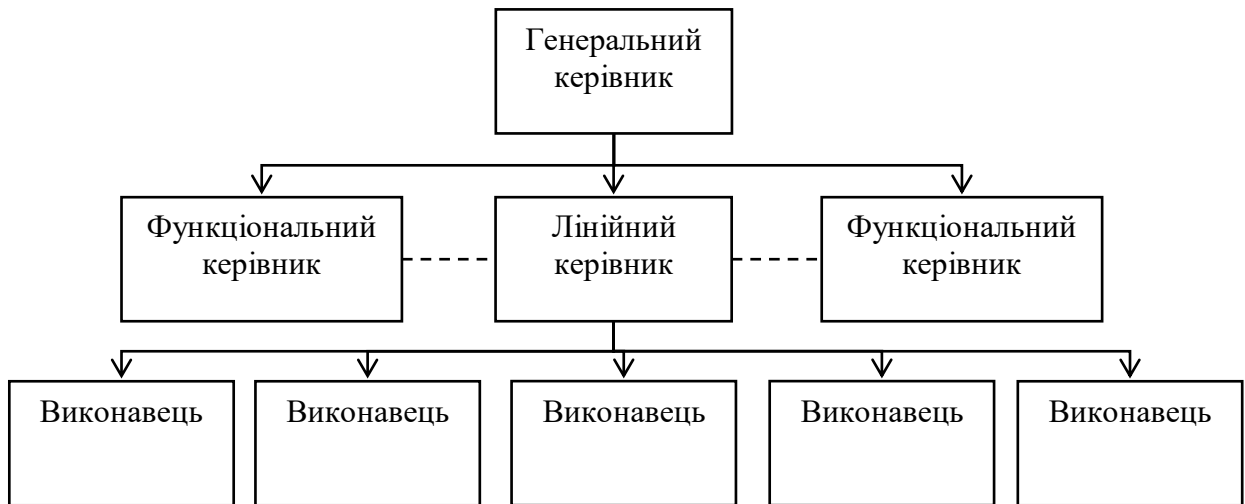 Генеральний
керівник
Функціональний
керівник
Лінійний
керівник
Функціональний
керівник
Виконавець
Виконавець
Виконавець
Виконавець
Виконавець